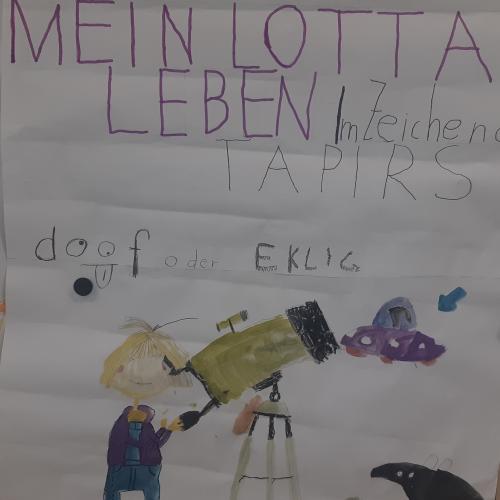 MEIN LOTTA
LEBEN Im Zeichen d
TAPIRS
doof oder EKLIG